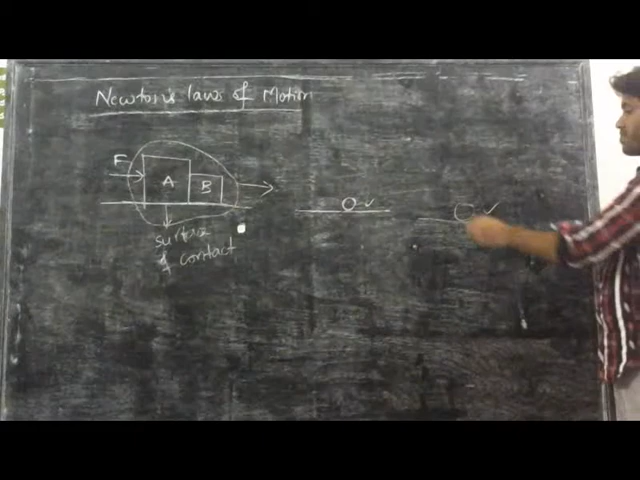 Newton's laws of Motion
F
A
B
surface
of contact